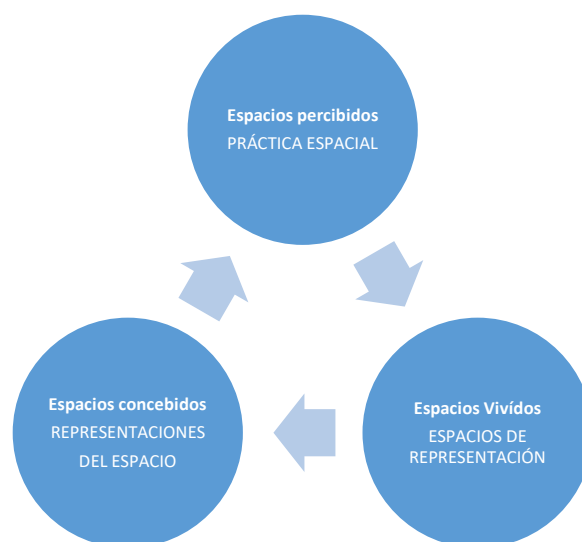 Espacios percibidos
PRÁCTICA ESPACIAL
Espacios concebidos
REPRESENTACIONES
DEL ESPACIO
Espacios Vivídos
ESPACIOS DE
REPRESENTACIÓN